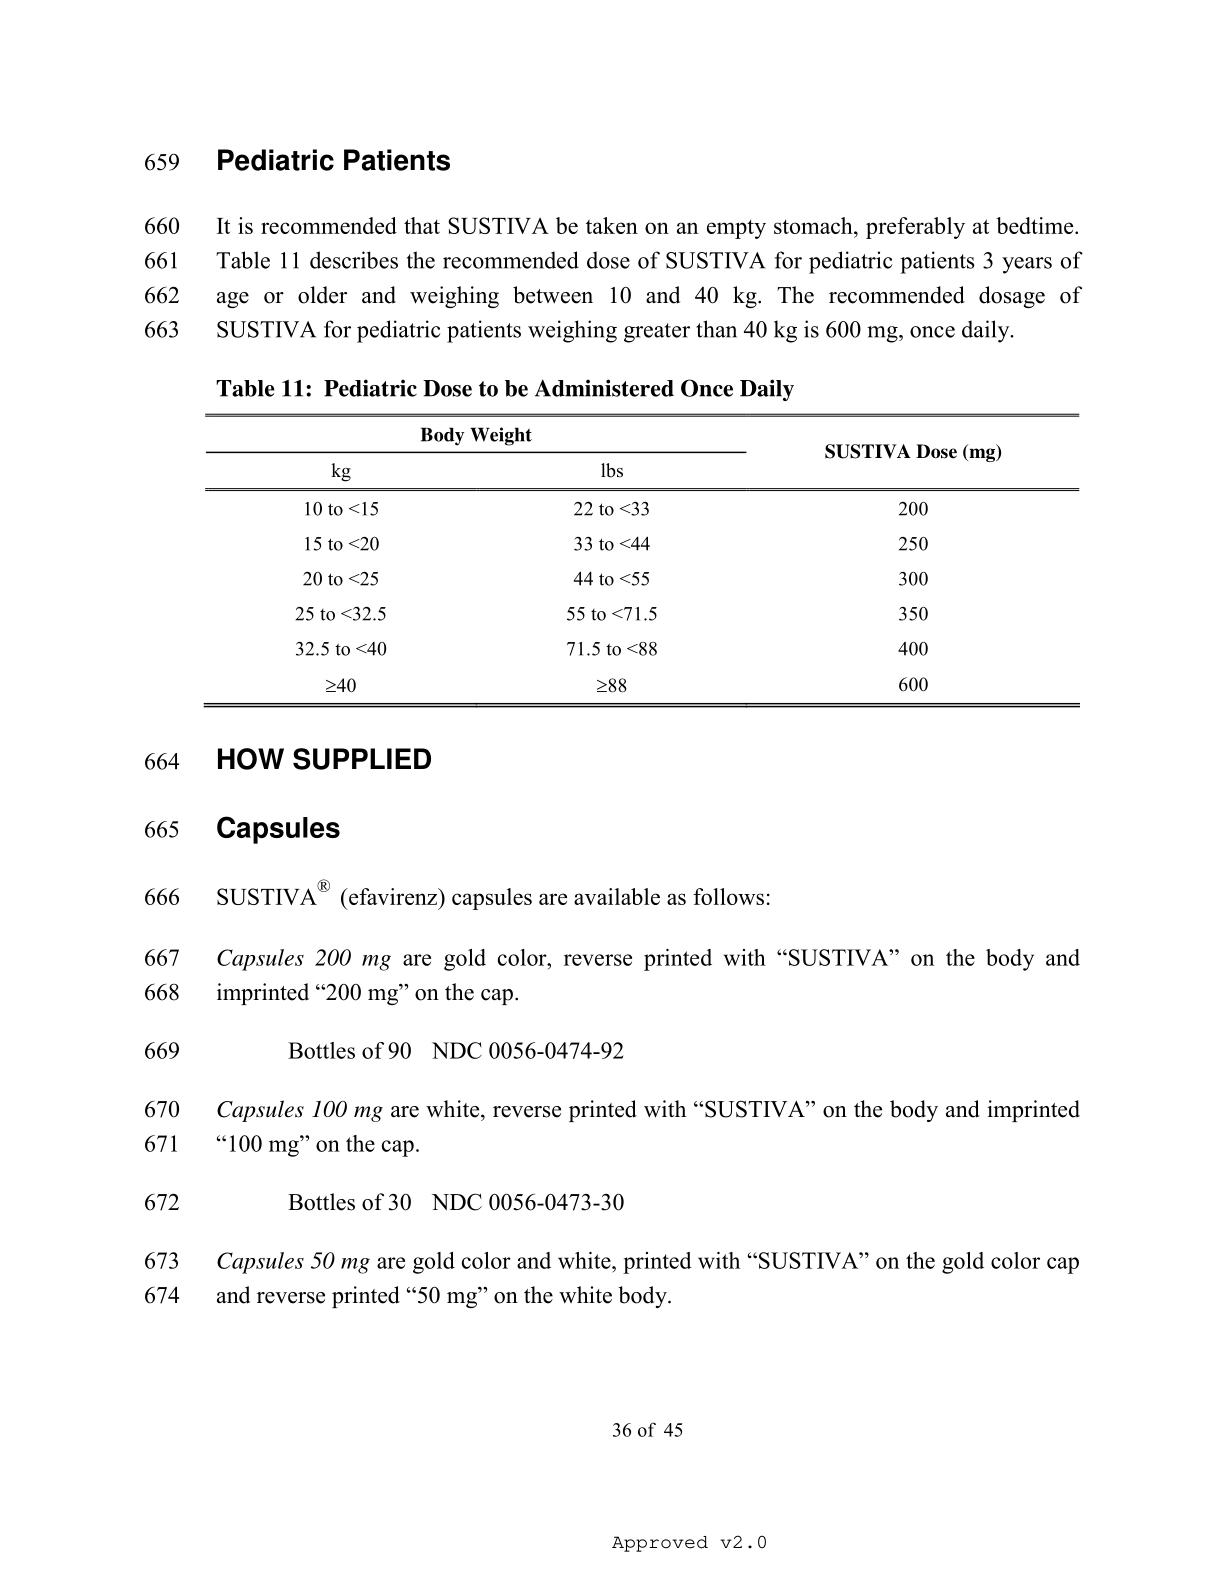 659 Pediatric Patients
660 It is recommended that SUSTIVA be taken on an empty stomach, preferably at bedtime.
661 Table 11 describes the recommended dose of SUSTIVA for pediatric patients 3 years of
662 age or older and weighing between 10 and 40 kg. The recommended dosage of
663 SUSTIVA for pediatric patients weighing greater than 40 kg is 600 mg, once daily.
Table 11: Pediatric Dose to be Administered Once Daily
Body Weight SUSTIVA Dose (mg)
kg lbs
10 to <15 22 to <33 200
15 to <20 33 to <44 250
20 to <25 44 to <55 300
25 to <32.5 55 to <71.5 350
32.5 to <40 71.5 to <88 400
≥40 ≥88 600
664 HOW SUPPLIED
665 Capsules
666 SUSTIVA® (efavirenz) capsules are available as follows:
667 Capsules 200 mg are gold color, reverse printed with “SUSTIVA” on the body and
668 imprinted “200 mg” on the cap.
669 Bottles of 90 NDC 0056-0474-92
670 Capsules 100 mg are white, reverse printed with “SUSTIVA” on the body and imprinted
671 “100 mg” on the cap.
672 Bottles of 30 NDC 0056-0473-30
673 Capsules 50 mg are gold color and white, printed with “SUSTIVA” on the gold color cap
674 and reverse printed “50 mg” on the white body.
36 of 45
Approved v2.0